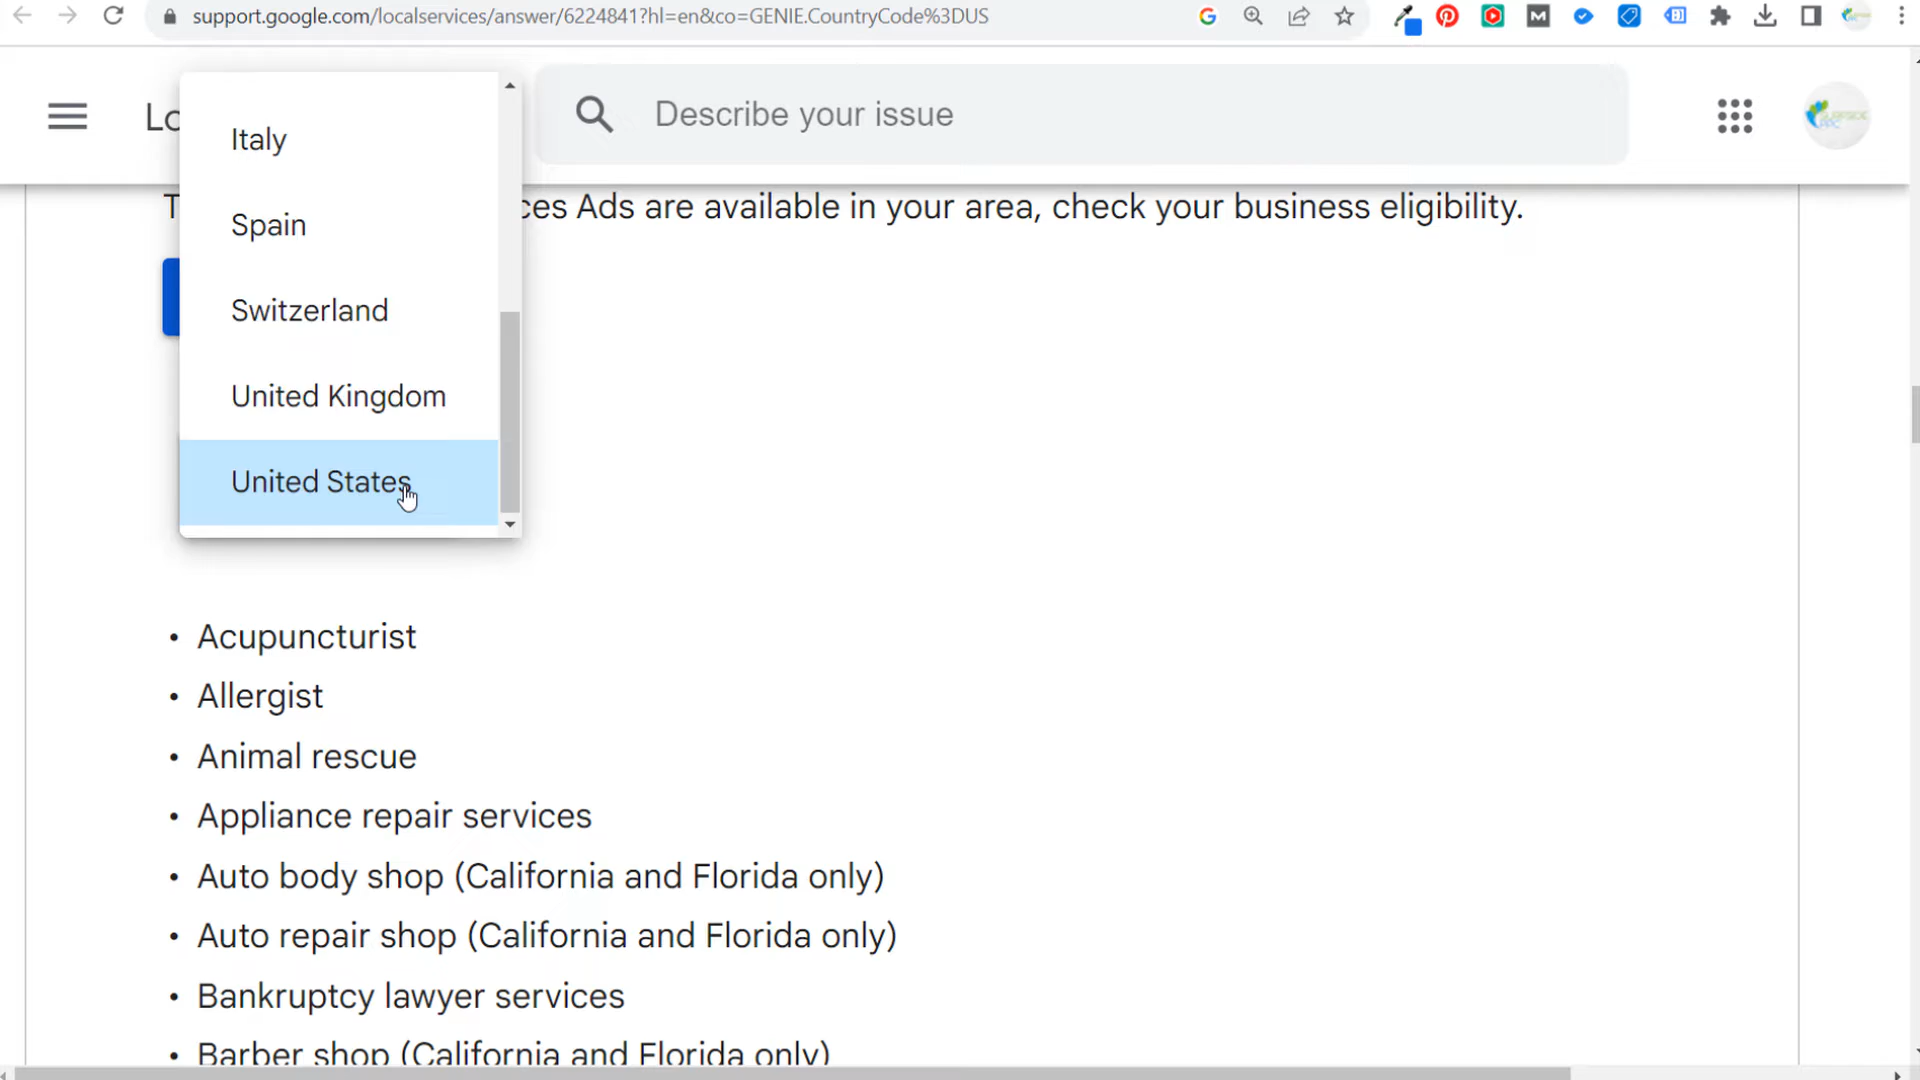 support.google.com/localservices/answer/6224841?hl=en&co=GENIE.CountryCode%3DUS
Lo
Describe your issue
Italy
Spain
Switzerland
United Kingdom
United States
T
ces Ads are available in your area, check your business eligibility.
• Acupuncturist
• Allergist
• Animal rescue
• Appliance repair services
• Auto body shop (California and Florida only)
• Auto repair shop (California and Florida only)
• Bankruptcy lawyer services
• Barber shop (California and Florida only)